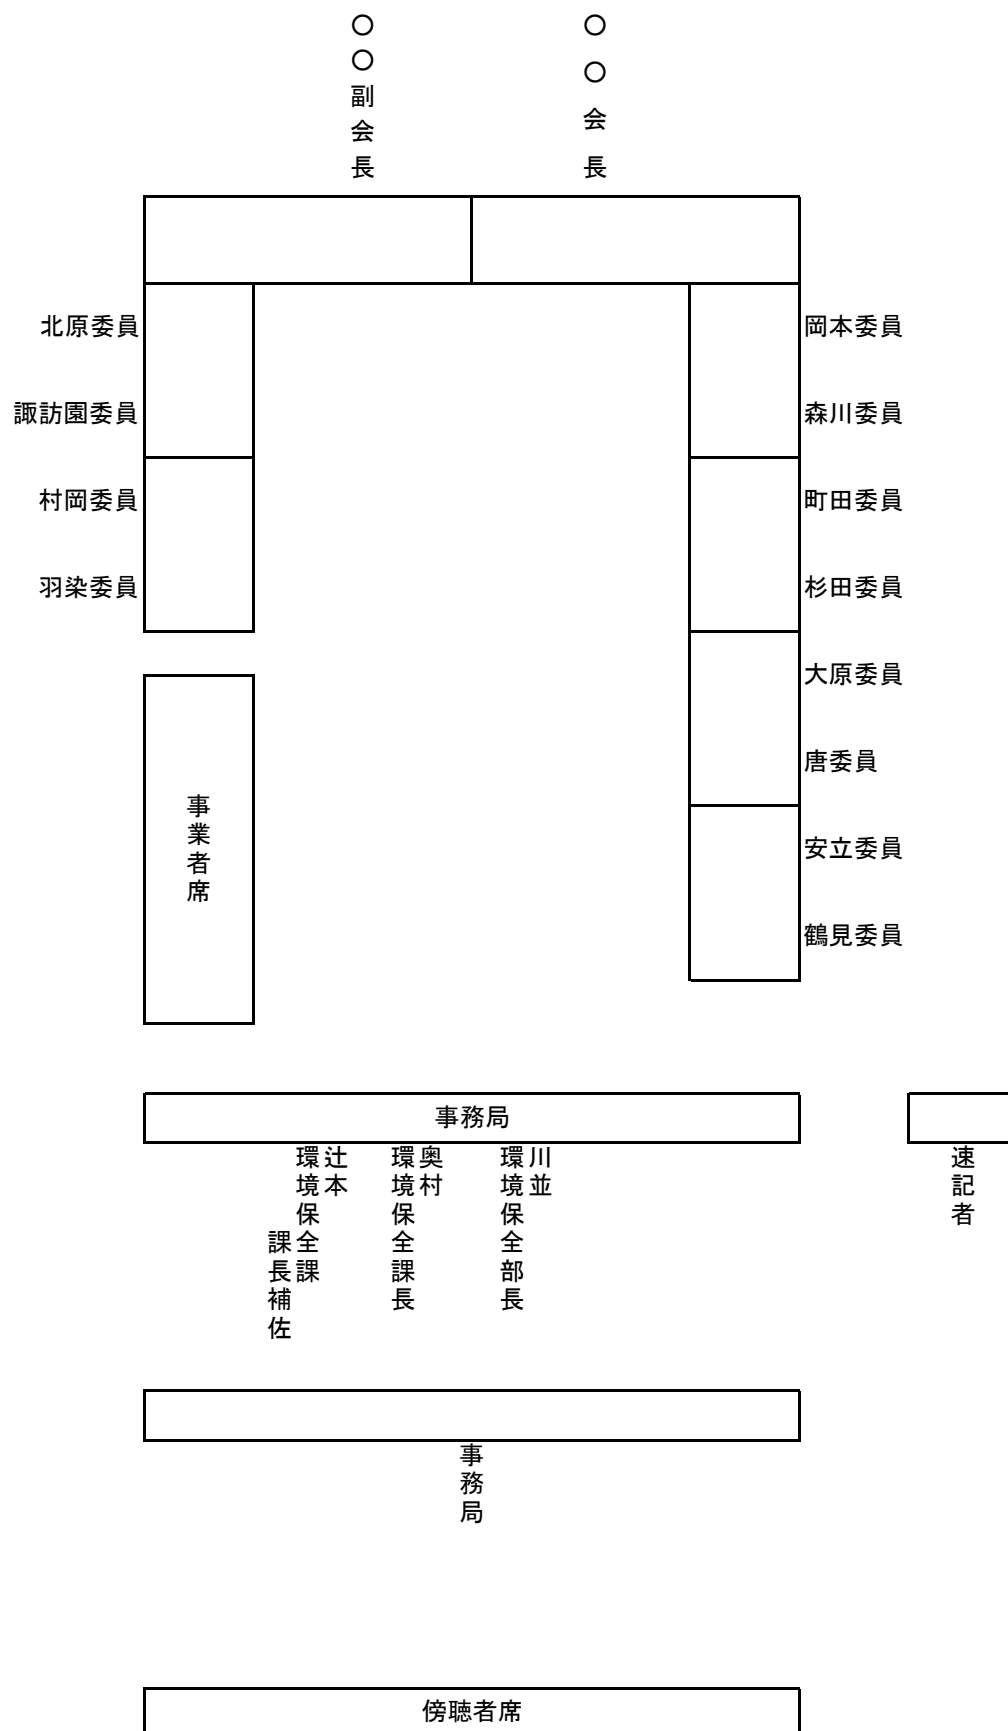 〇〇会長
〇〇副会長
北原委員
岡本委員
諏訪園委員
森川委員
村岡委員
町田委員
羽染委員
杉田委員
大原委員
唐委員
事業者席
安立委員
鶴見委員
事務局
川並
環境保全部長
奥村
環境保全課長
辻本
環境保全課
課長補佐
速記者
事務局
傍聴者席